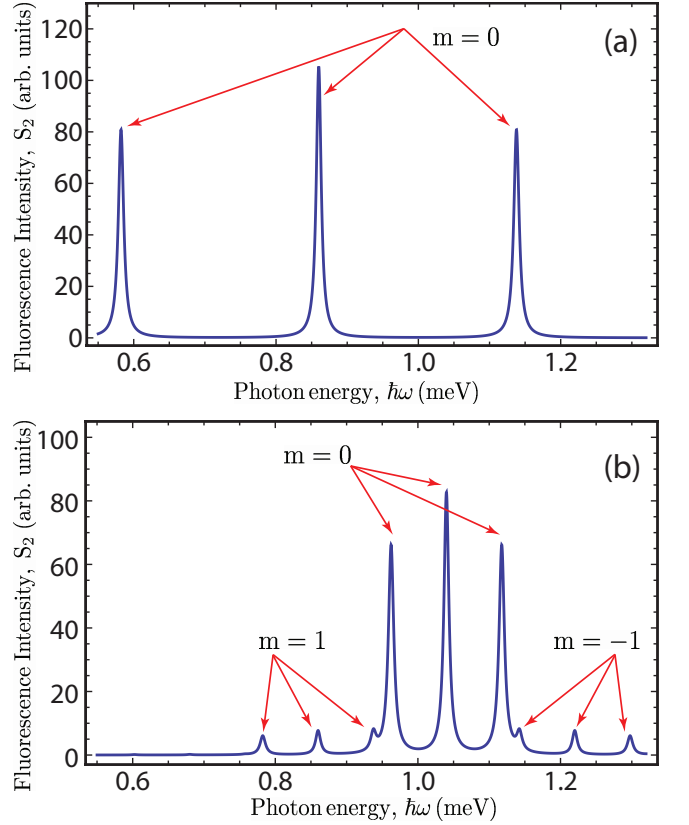 120
m = 0
(a)
100
80
60
40
20
0
Fluorescence Intensity, S₂ (arb. units)
0.6
0.8
1.0
1.2
Photon energy, ℏω (meV)
100
(b)
m = 0
80
60
40
m = 1
m = −1
20
0
Fluorescence Intensity, S₂ (arb. units)
0.6
0.8
1.0
1.2
Photon energy, ℏω (meV)